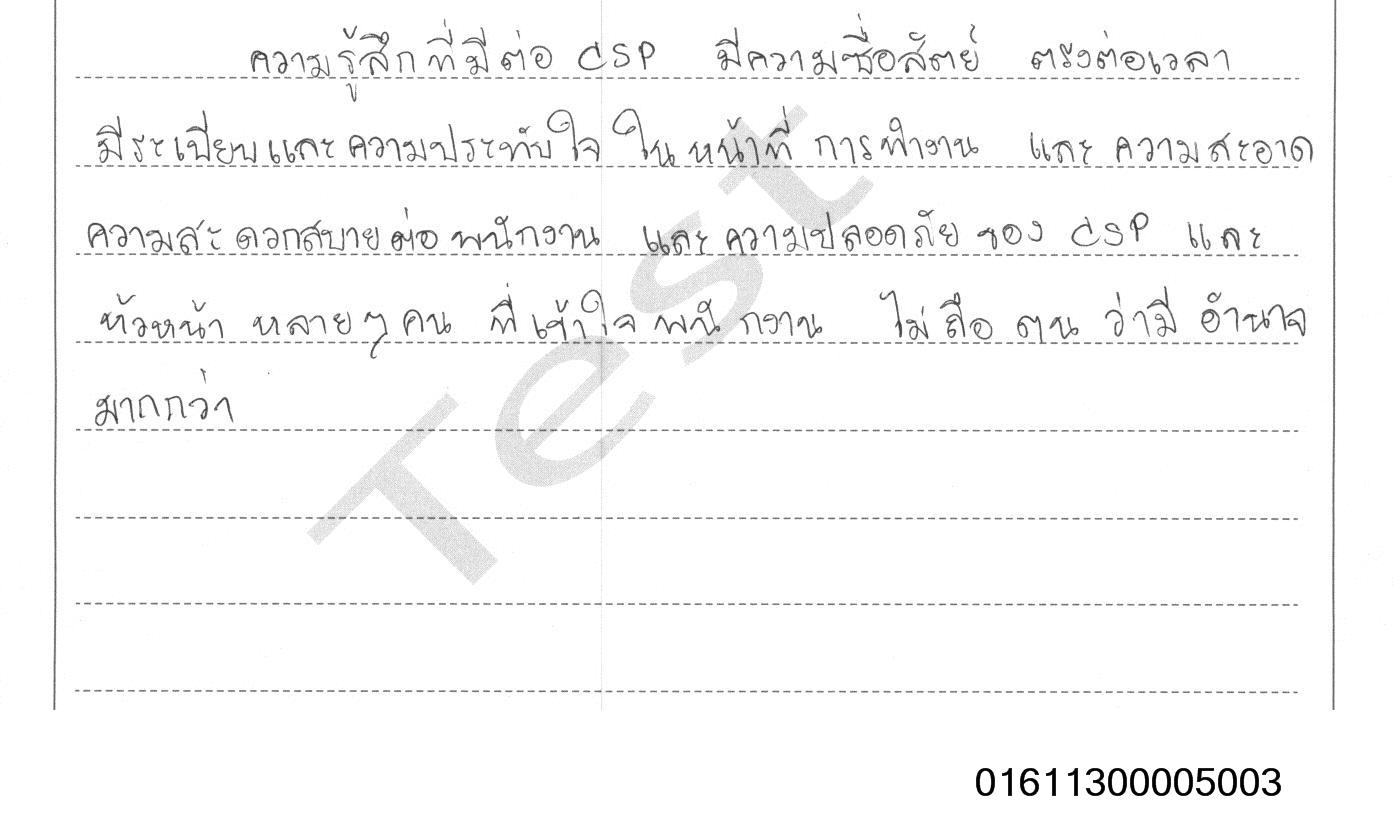 ความรู้สึกที่มีต่อ CSP มีความซื่อสัตย์ ตรงต่อเวลา
มีระเบียบและความประทับใจ ในหน้าที่ การทำงาน และ ความสะอาด
ความสะดวกสบายต่อพนักงาน และความปลอดภัยของ CSP และ
หัวหน้า หลายๆคน ที่เข้าใจพนักงาน ไม่ถือ ตน ว่ามี อำนาจ
มากกว่า
Test
01611300005003